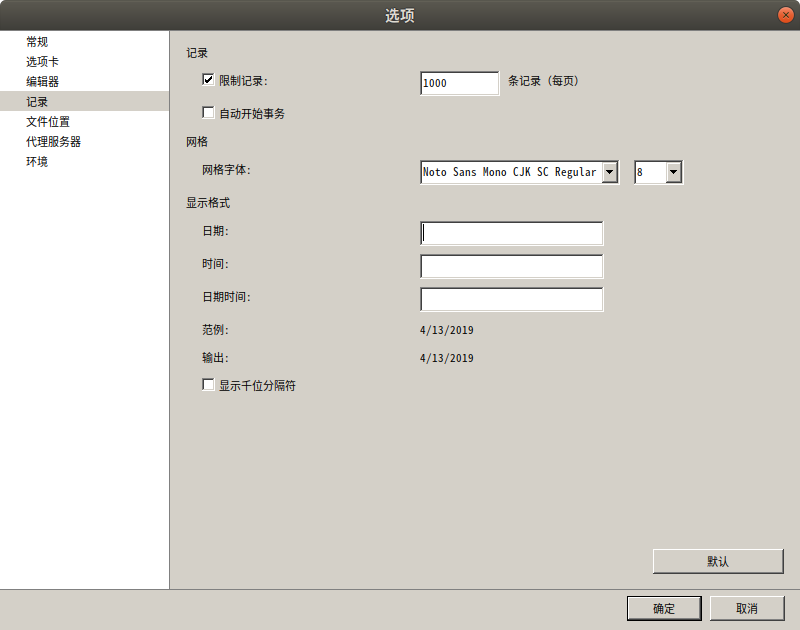 选项
常规
选项卡
编辑器
记录
文件位置
代理服务器
环境
记录
限制记录: 1000 条记录（每页）
自动开始事务
网格
网格字体: Noto Sans Mono CJK SC Regular 8
显示格式
日期:
时间:
日期时间:
范例: 4/13/2019
输出: 4/13/2019
显示千位分隔符
默认
确定 取消